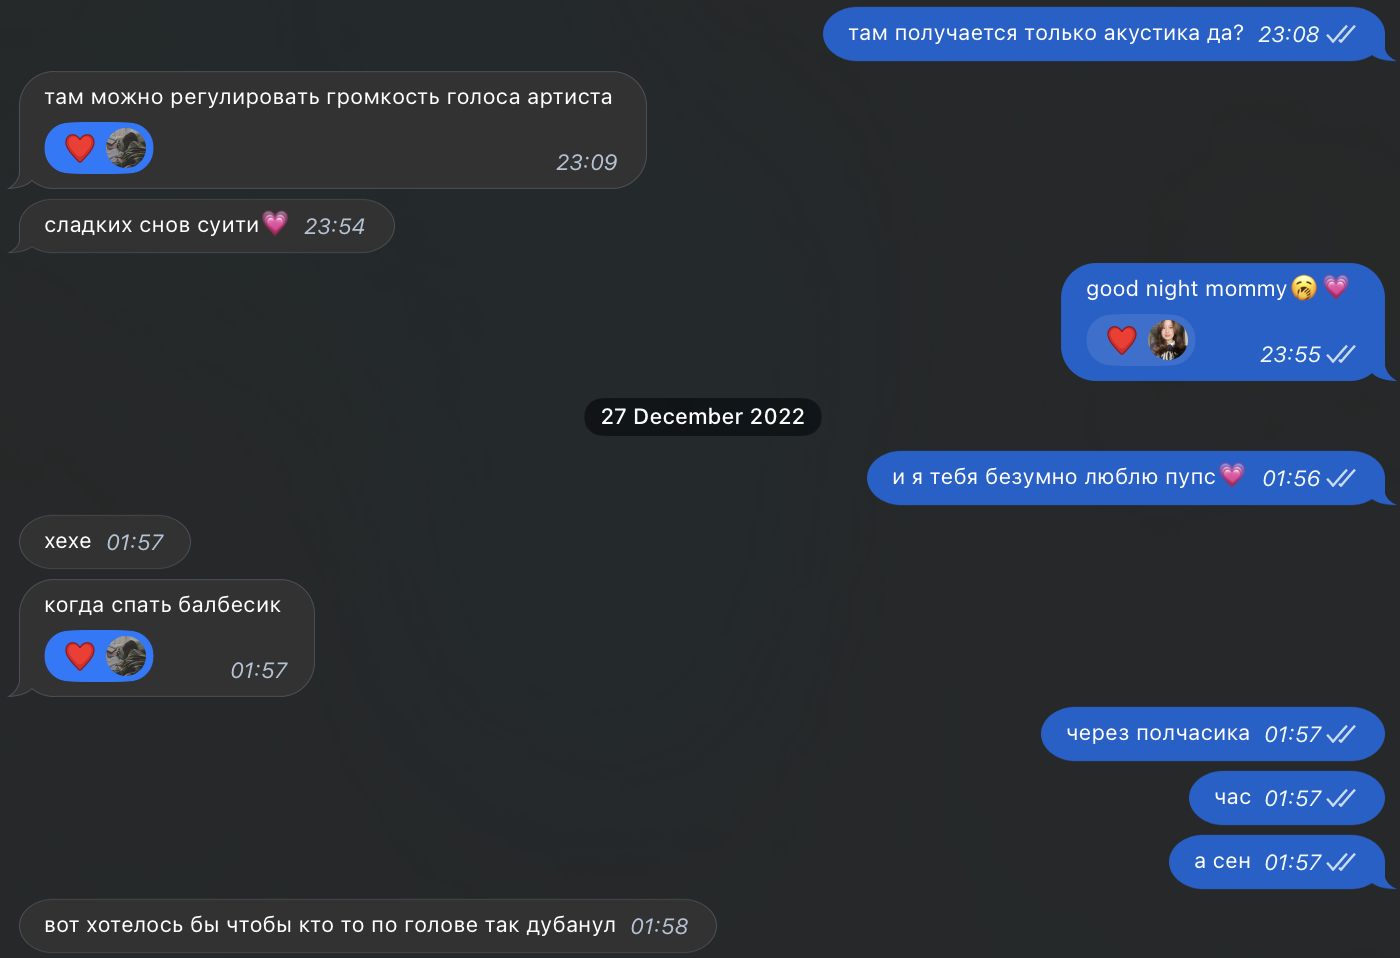 там получается только акустика да? 23:08
там можно регулировать громкость голоса артиста
23:09
сладких снов суити💗 23:54
good night mommy🥱💗
23:55
27 December 2022
и я тебя безумно люблю пупс💗 01:56
хехе 01:57
когда спать балбесик
01:57
через полчасика 01:57
час 01:57
а сен 01:57
вот хотелось бы чтобы кто то по голове так дубанул 01:58